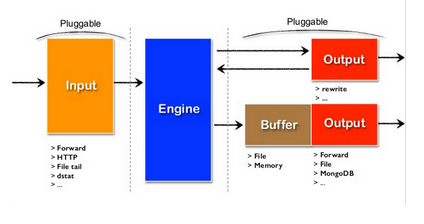 Pluggable
Pluggable
Input
Engine
Output
> rewrite
> ...
Buffer
Output
> Forward
> HTTP
> File tail
> dstat
> ...
> File
> Memory
> Forward
> File
> MongoDB
> ...